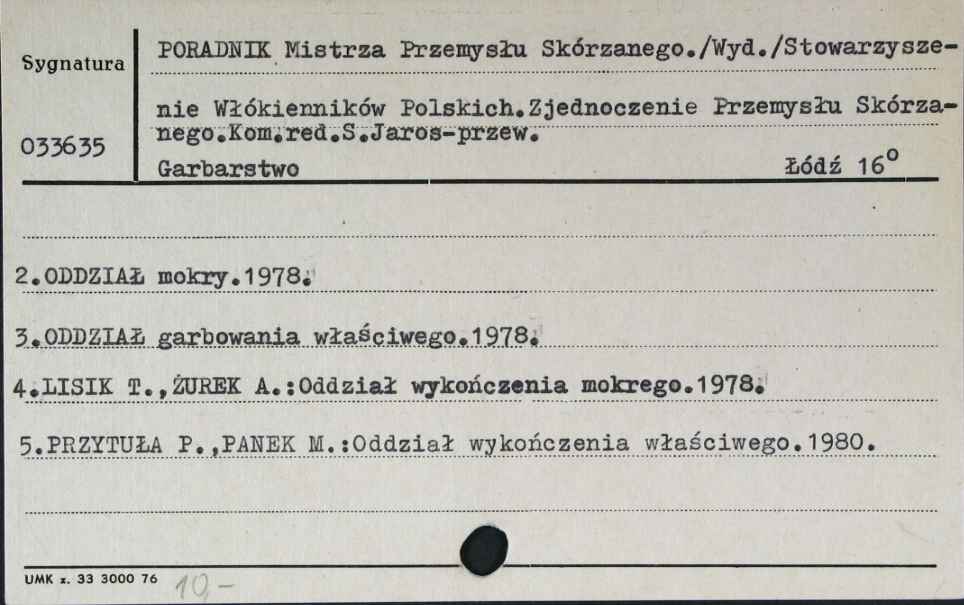 PORADNIK Mistrza Przemysłu Skórzanego./Wyd./Stowarzysze-
Sygnatura
nie Włókienników Polskich.Zjednoczenie Przemysłu Skórza-
nego.Kom.red.S.Jaros-przew.
033635
Garbarstwo Łódź 16°
2.ODDZIAŁ mokry.1978.
3.ODDZIAŁ garbowania właściwego.1978.
4.LISIK T.,ŻUREK A.:Oddział wykończenia mokrego.1978.
5.PRZYTUŁA P.,PANEK M.:Oddział wykończenia właściwego.1980.
UMK z. 33 3000 76 10,-